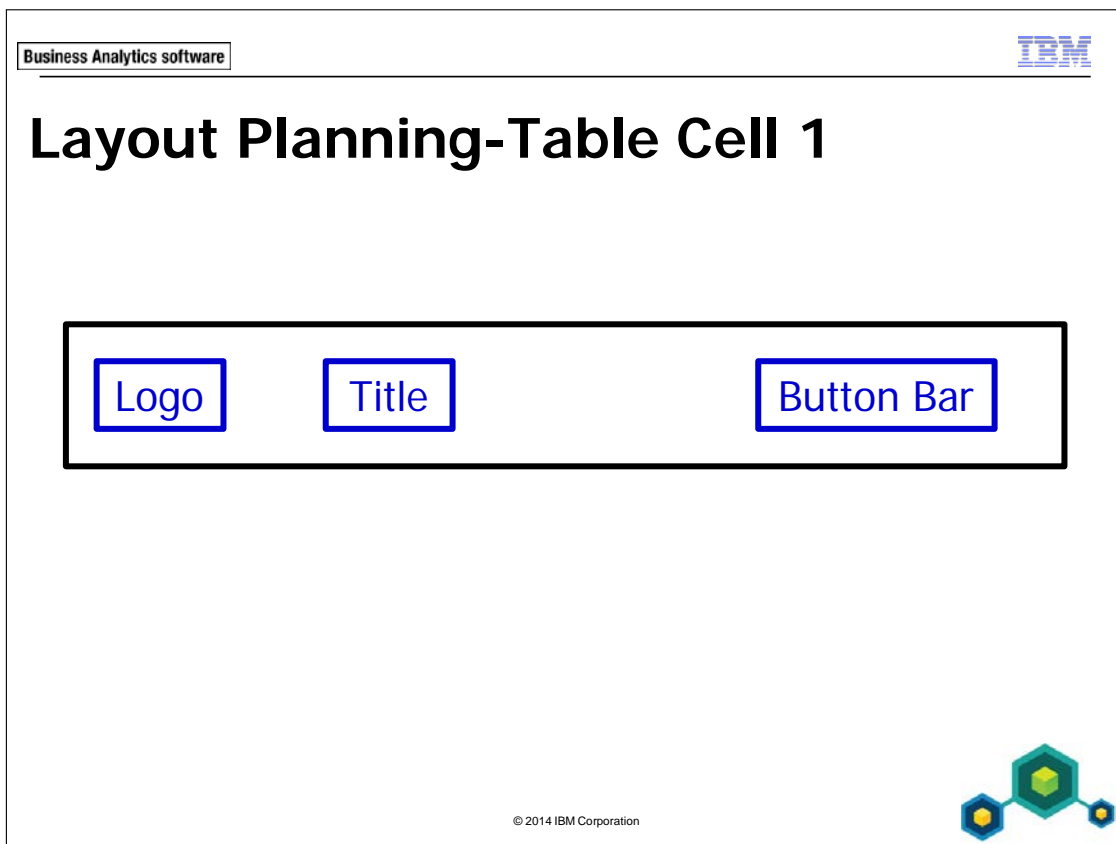 Business Analytics software
IBM
Layout Planning-Table Cell 1
Logo Title Button Bar
© 2014 IBM Corporation